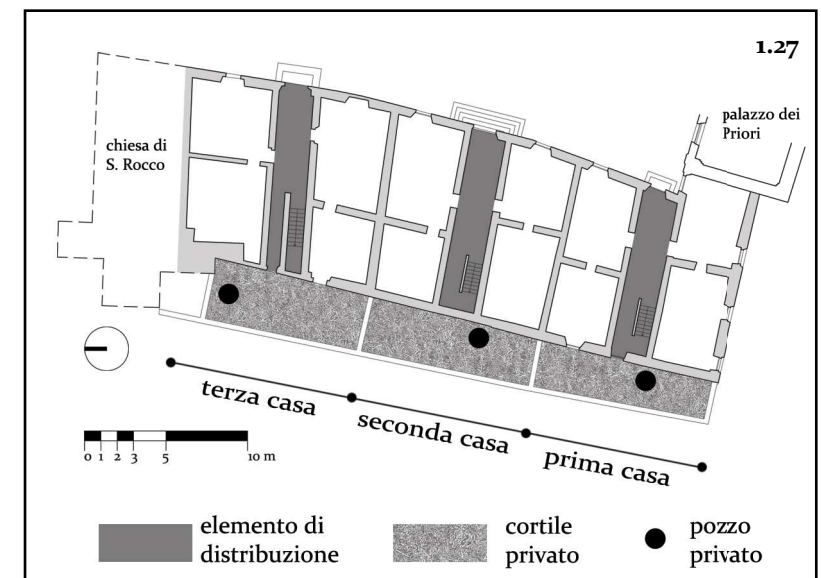 1.27
palazzo dei
Priori
chiesa di
S. Rocco
terza casa
seconda casa
prima casa
0 1 2 3 5 10 m
elemento di
distribuzione
cortile
privato
pozzo
privato